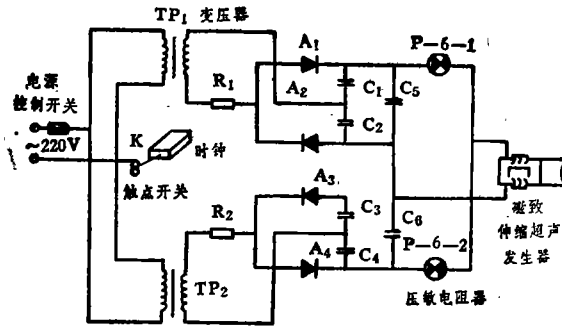 TP₁ 变压器
电源
控制开关
~220V
K
时钟
触点开关
R₁
A₁
A₂
C₁
C₂
C₅
P-6-1
R₂
A₃
A₄
C₃
C₄
C₆
P-6-2
TP₂
磁致
伸缩超声
发生器
压敏电阻器